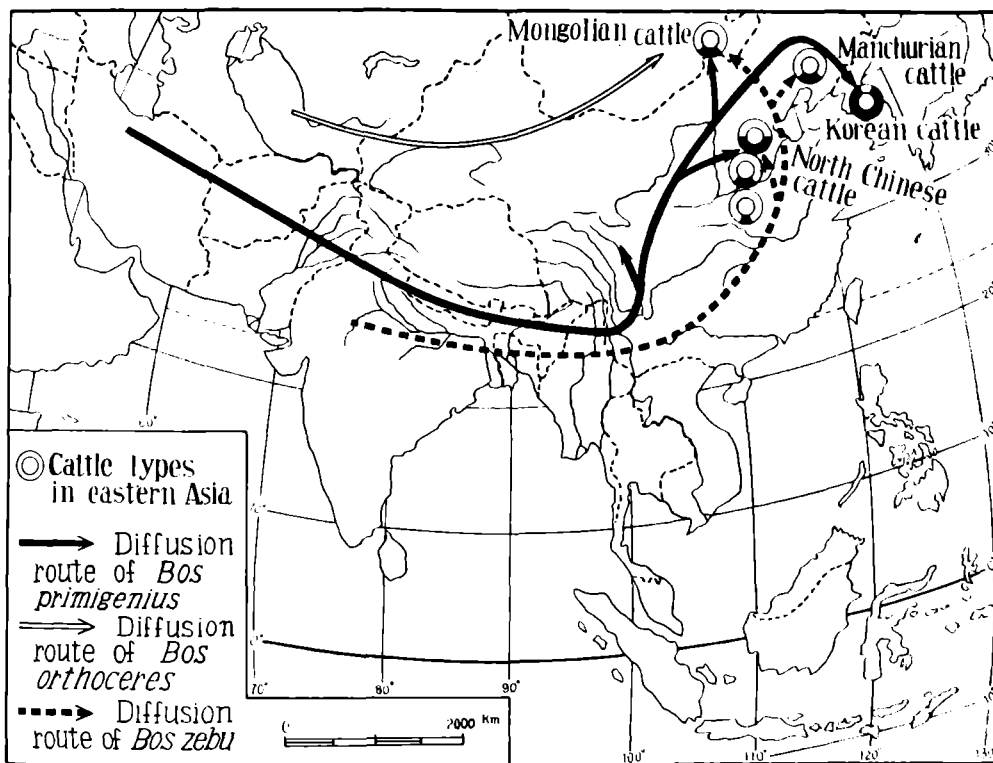 Mongolian cattle
Manchurian
cattle
Korean cattle
North Chinese
cattle
Cattle types
in eastern Asia
Diffusion
route of Bos
primigenius
Diffusion
route of Bos
orthoceres
Diffusion
route of Bos zebu
2000 Km
70°
80°
90°
100°
110°
120°
130°